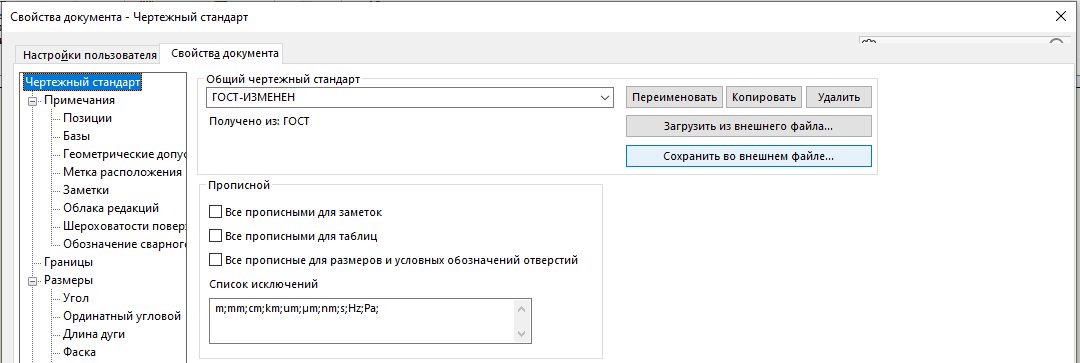 Свойства документа - Чертежный стандарт
Настройки пользователя
Свойства документа
Чертежный стандарт
Примечания
Позиции
Базы
Геометрические допус
Метка расположения
Заметки
Облака редакций
Шероховатости повер
Обозначение сварного
Границы
Размеры
Угол
Ординатный угловой
Длина дуги
Фаска
Общий чертежный стандарт
ГОСТ-ИЗМЕНЕН
Переименовать
Копировать
Удалить
Получено из: ГОСТ
Загрузить из внешнего файла...
Сохранить во внешнем файле...
Прописной
Все прописными для заметок
Все прописными для таблиц
Все прописные для размеров и условных обозначений отверстий
Список исключений
m;mm;cm;km;um;µm;nm;s;Hz;Pa;